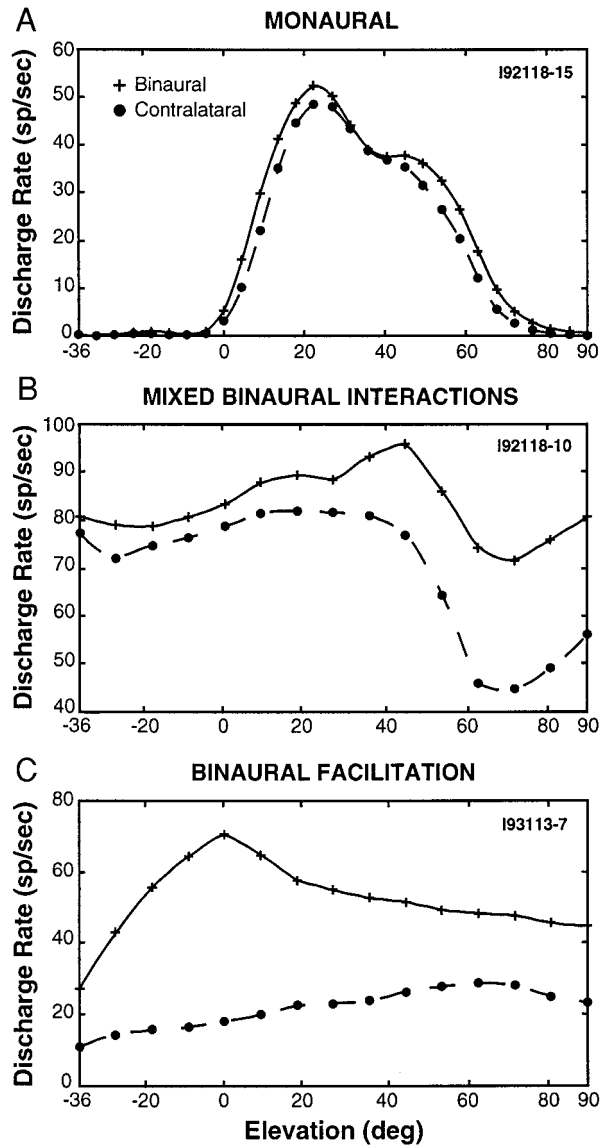 A
MONAURAL
I92118-15
+ Binaural
● Contralataral
Discharge Rate (sp/sec)
60
50
40
30
20
10
0
-36 -20 0 20 40 60 80 90
B
MIXED BINAURAL INTERACTIONS
I92118-10
Discharge Rate (sp/sec)
100
90
80
70
60
50
40
-36 -20 0 20 40 60 80 90
C
BINAURAL FACILITATION
I93113-7
Discharge Rate (sp/sec)
80
60
40
20
0
-36 -20 0 20 40 60 80 90
Elevation (deg)